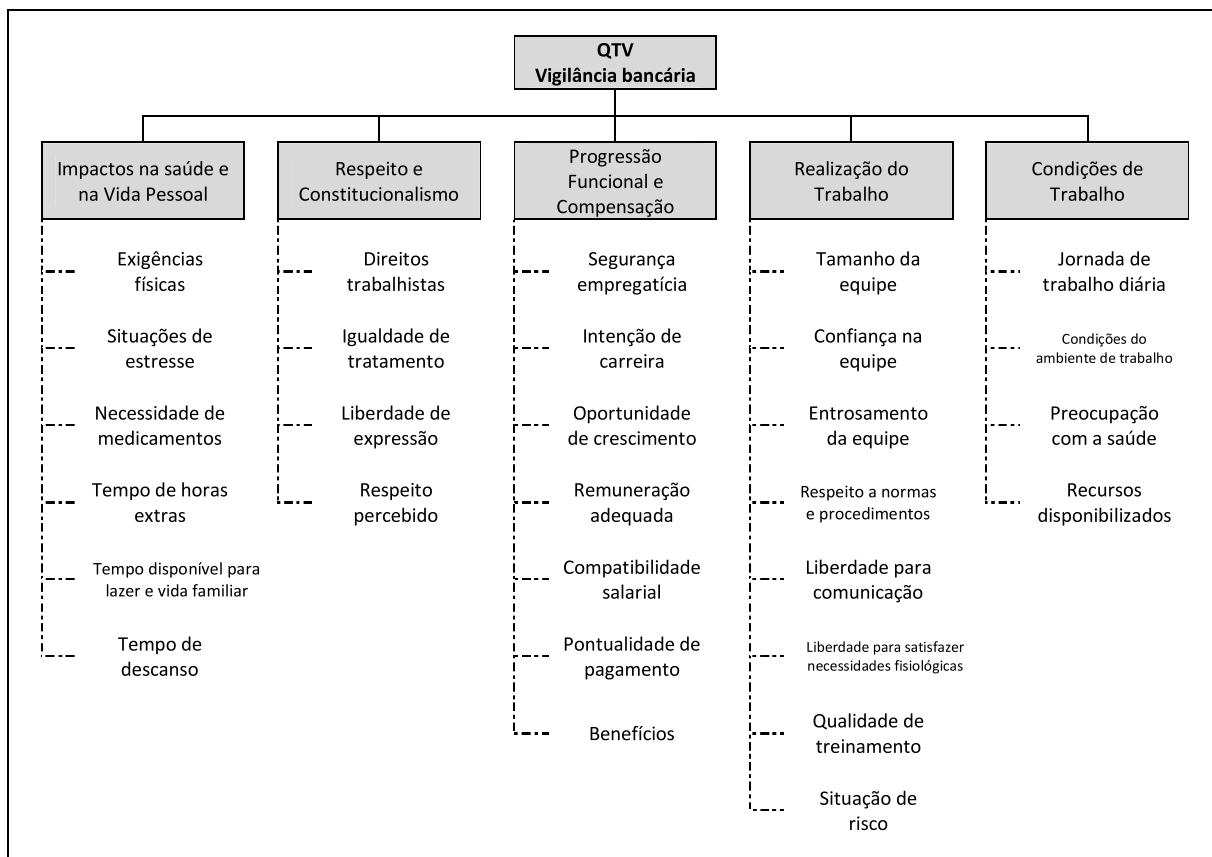 QTV
Vigilância bancária
Impactos na saúde e
na Vida Pessoal
Exigências
físicas
Situações de
estresse
Necessidade de
medicamentos
Tempo de horas
extras
Tempo disponível para
lazer e vida familiar
Tempo de
descanso
Respeito e
Constitucionalismo
Direitos
trabalhistas
Igualdade de
tratamento
Liberdade de
expressão
Respeito
percebido
Progressão
Funcional e
Compensação
Segurança
empregatícia
Intenção de
carreira
Oportunidade
de crescimento
Remuneração
adequada
Compatibilidade
salarial
Pontualidade de
pagamento
Benefícios
Realização do
Trabalho
Tamanho da
equipe
Confiança na
equipe
Entrosamento
da equipe
Respeito a normas
e procedimentos
Liberdade para
comunicação
Liberdade para satisfazer
necessidades fisiológicas
Qualidade de
treinamento
Situação de
risco
Condições de
Trabalho
Jornada de
trabalho diária
Condições do
ambiente de trabalho
Preocupação
com a saúde
Recursos
disponibilizados